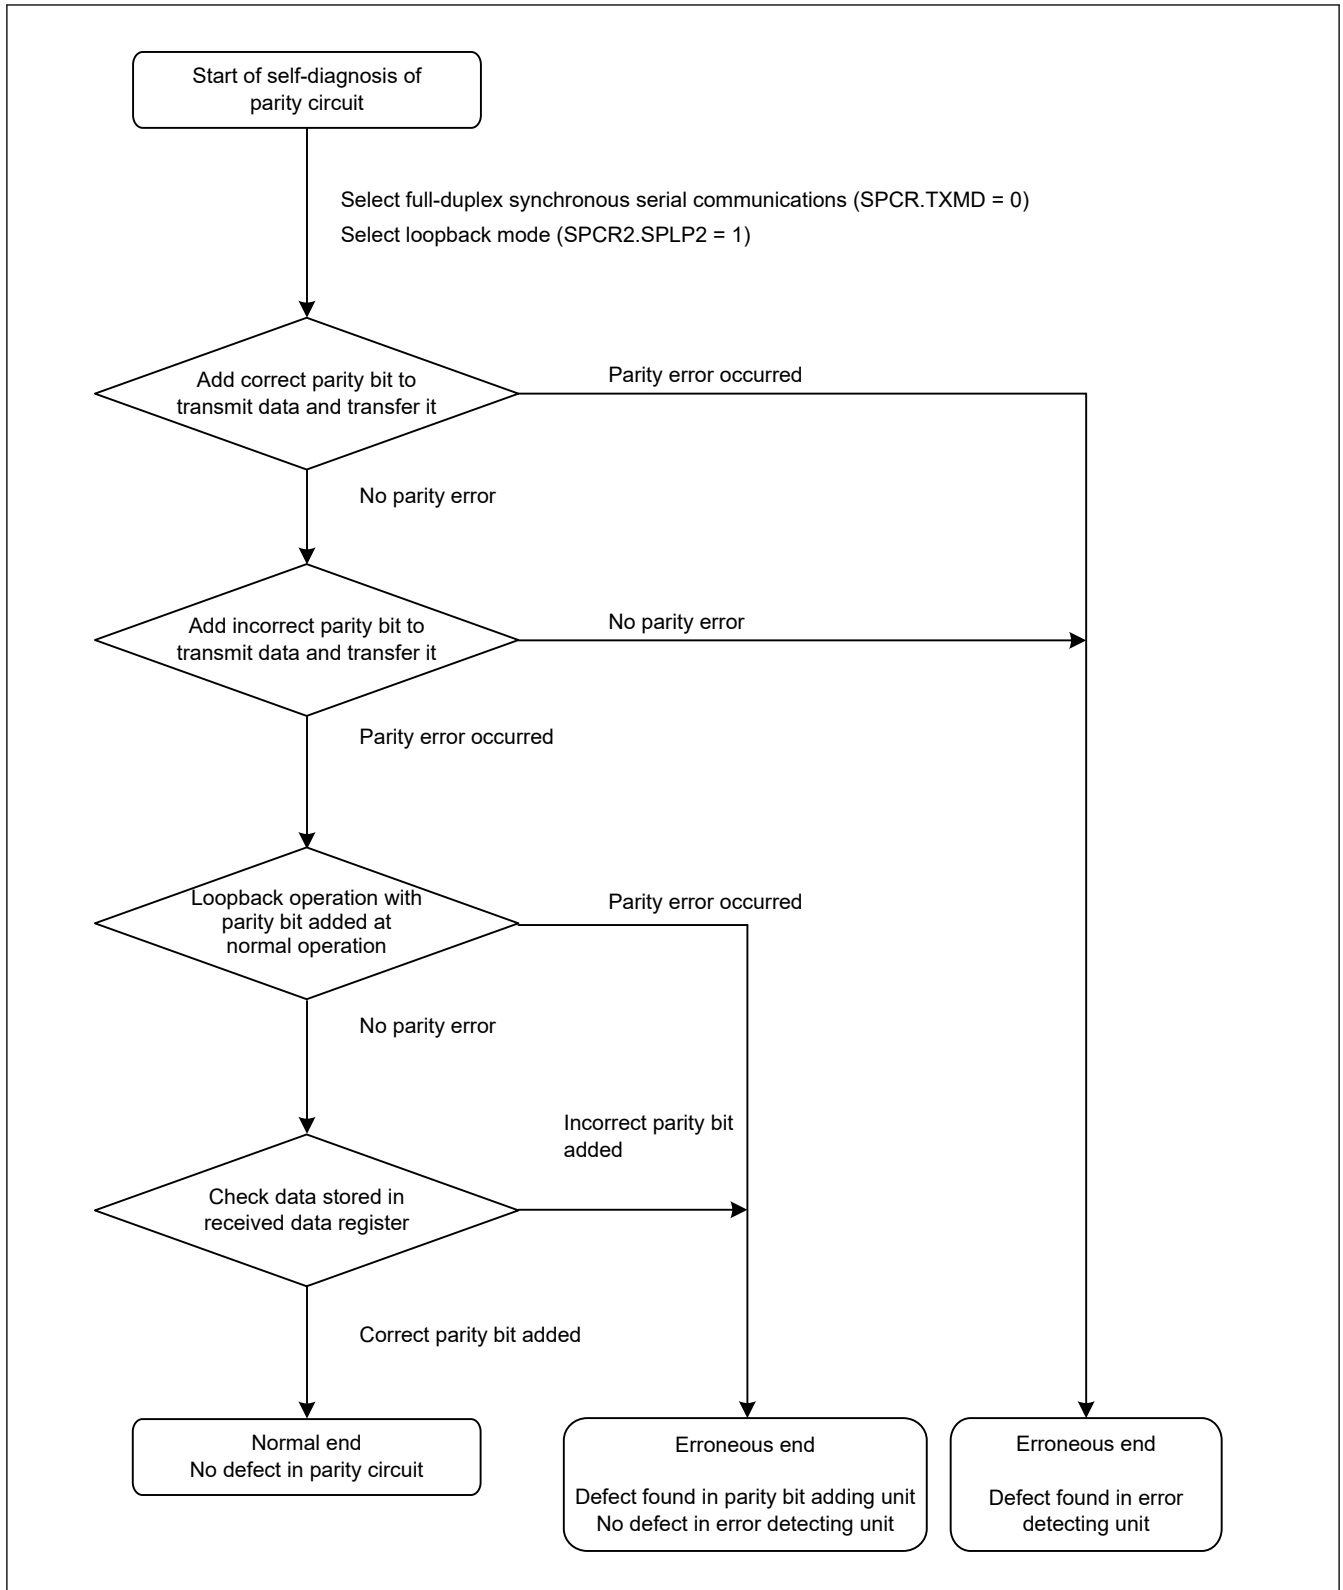 Start of self-diagnosis of
parity circuit
Select full-duplex synchronous serial communications (SPCR.TXMD = 0)
Select loopback mode (SPCR2.SPLP2 = 1)
Add correct parity bit to
transmit data and transfer it
Parity error occurred
No parity error
Add incorrect parity bit to
transmit data and transfer it
No parity error
Parity error occurred
Loopback operation with
parity bit added at
normal operation
Parity error occurred
No parity error
Incorrect parity bit
added
Check data stored in
received data register
Correct parity bit added
Normal end
No defect in parity circuit
Erroneous end
Defect found in parity bit adding unit
No defect in error detecting unit
Erroneous end
Defect found in error
detecting unit